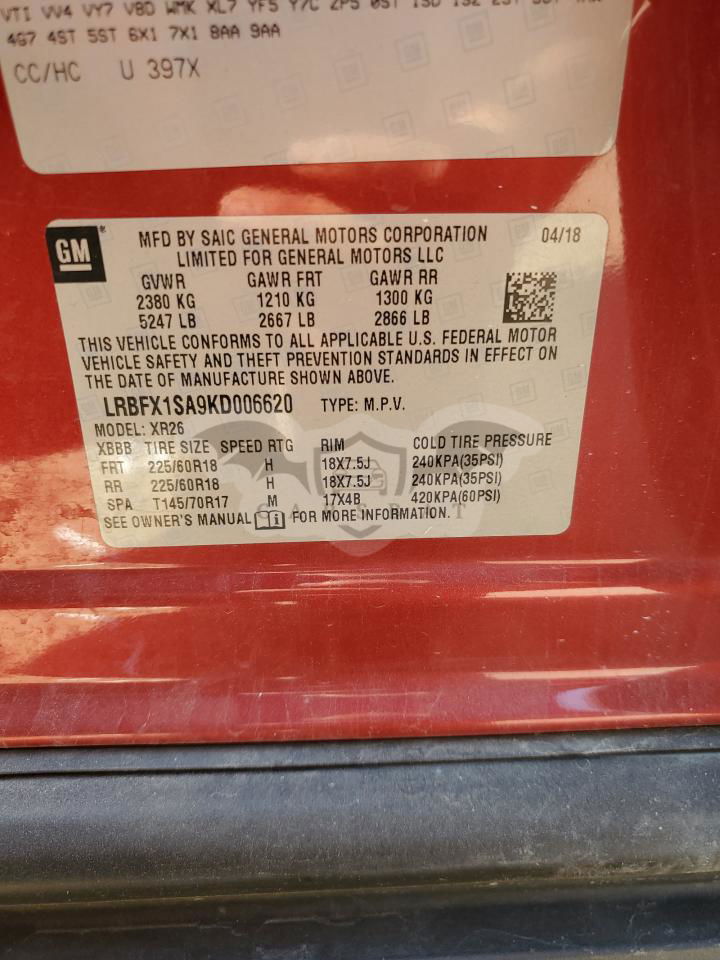 VTI VV4 VY7 V8D WMK XL7 YF5 Y7C ZP5 0ST 1SD 1SZ
4G7 4ST 5ST 6X1 7X1 8AA 9AA
CC/HC U 397X
GM
MFD BY SAIC GENERAL MOTORS CORPORATION 04/18
LIMITED FOR GENERAL MOTORS LLC
GVWR GAWR FRT GAWR RR
2380 KG 1210 KG 1300 KG
5247 LB 2667 LB 2866 LB
THIS VEHICLE CONFORMS TO ALL APPLICABLE U.S. FEDERAL MOTOR
VEHICLE SAFETY AND THEFT PREVENTION STANDARDS IN EFFECT ON
THE DATE OF MANUFACTURE SHOWN ABOVE.
LRBFX1SA9KD006620 TYPE: M.P.V.
MODEL: XR26
XBBB TIRE SIZE SPEED RTG RIM COLD TIRE PRESSURE
FRT 225/60R18 H 18X7.5J 240KPA(35PSI)
RR 225/60R18 H 18X7.5J 240KPA(35PSI)
SPA T145/70R17 M 17X4B 420KPA(60PSI)
SEE OWNER'S MANUAL FOR MORE INFORMATION.